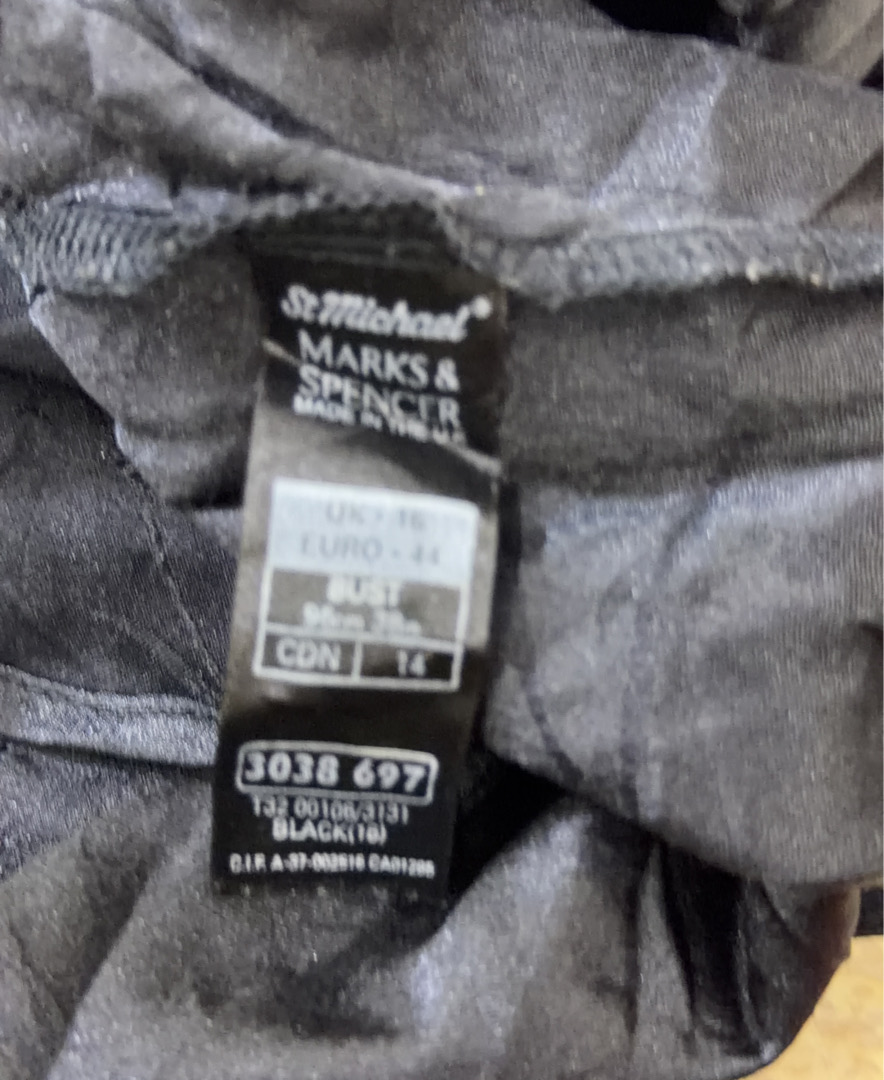 St Michael®
MARKS &
SPENCER
MADE IN THE U.K.
UK - 16
EURO - 44
BUST
CDN 14
3038 697
BLACK(16)